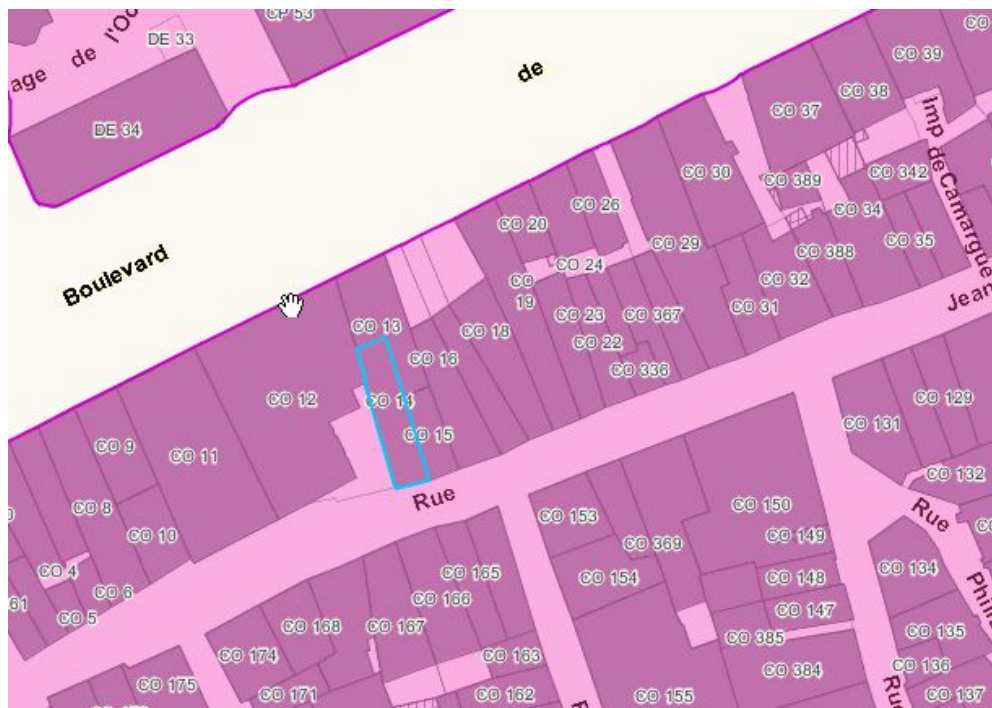 CP 53
DE 33
age de l'Oc
DE 34
de
Boulevard
CO 39
CO
CO 38
CO 37
Imp de Camargue
CO 30
CO 389
CO 342
CO 26
CO 34
CO 20
CO 29
CO 388
CO 35
CO 24
CO 19
CO 32
Jean
CO 31
CO 23
CO 367
CO 13
CO 18
CO 22
CO 16
CO 336
CO 12
CO 14
CO 129
CO 131
CO 15
CO 9
CO 11
CO 132
Rue
CO 8
CO 150
CO 153
Rue
CO 10
CO 149
CO 369
CO 4
CO 165
CO 154
CO 148
CO 134
CO 6
CO 166
61
CO 5
CO 147
CO 168
CO 167
CO 385
CO 135
CO 174
CO 163
CO 384
CO 136
CO 175
CO 171
CO 162
CO 155
Rue
CO 137